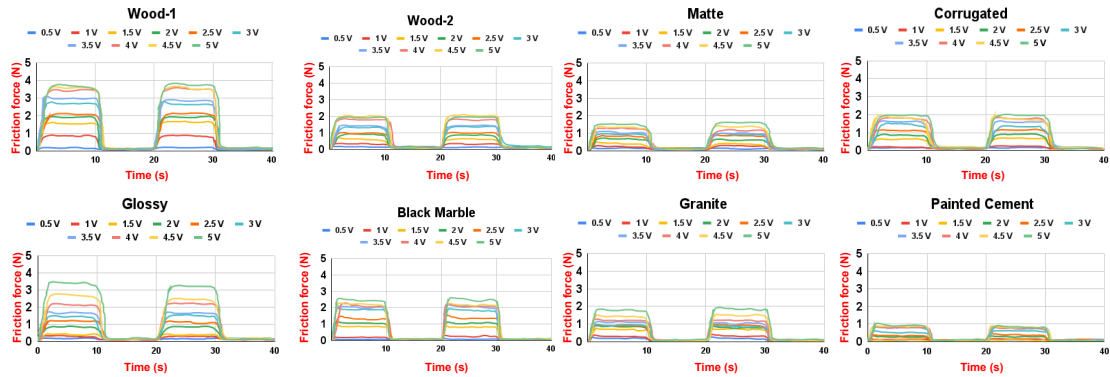 Wood-1
0.5 V 1 V 1.5 V 2 V 2.5 V 3 V
3.5 V 4 V 4.5 V 5 V
Friction force (N)
5
4
3
2
1
0
0 10 20 30 40
Time (s)
Wood-2
0.5 V 1 V 1.5 V 2 V 2.5 V 3 V
3.5 V 4 V 4.5 V 5 V
Friction force (N)
5
4
3
2
1
0
0 10 20 30 40
Time (s)
Matte
0.5 V 1 V 1.5 V 2 V 2.5 V 3 V
3.5 V 4 V 4.5 V 5 V
Friction force (N)
5
4
3
2
1
0
0 10 20 30 40
Time (s)
Corrugated
0.5 V 1 V 1.5 V 2 V 2.5 V 3 V
3.5 V 4 V 4.5 V 5 V
Friction force (N)
5
4
3
2
1
0
0 10 20 30 40
Time (s)
Glossy
0.5 V 1 V 1.5 V 2 V 2.5 V 3 V
3.5 V 4 V 4.5 V 5 V
Friction force (N)
5
4
3
2
1
0
0 10 20 30 40
Time (s)
Black Marble
0.5 V 1 V 1.5 V 2 V 2.5 V 3 V
3.5 V 4 V 4.5 V 5 V
Friction force (N)
5
4
3
2
1
0
0 10 20 30 40
Time (s)
Granite
0.5 V 1 V 1.5 V 2 V 2.5 V 3 V
3.5 V 4 V 4.5 V 5 V
Friction force (N)
5
4
3
2
1
0
0 10 20 30 40
Time (s)
Painted Cement
0.5 V 1 V 1.5 V 2 V 2.5 V 3 V
3.5 V 4 V 4.5 V 5 V
Friction force (N)
5
4
3
2
1
0
0 10 20 30 40
Time (s)